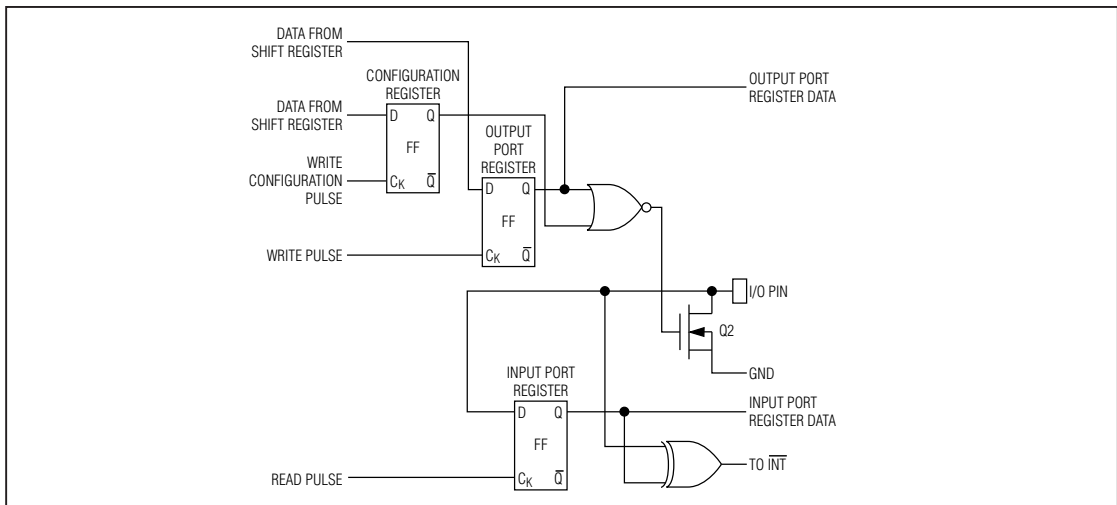 DATA FROM
SHIFT REGISTER
CONFIGURATION
REGISTER
DATA FROM
SHIFT REGISTER
D Q
FF
CK Q̅
WRITE
CONFIGURATION
PULSE
OUTPUT
PORT
REGISTER
D Q
FF
CK Q̅
WRITE PULSE
OUTPUT PORT
REGISTER DATA
I/O PIN
Q2
GND
INPUT PORT
REGISTER
D Q
FF
CK Q̅
READ PULSE
INPUT PORT
REGISTER DATA
TO I̅N̅T̅